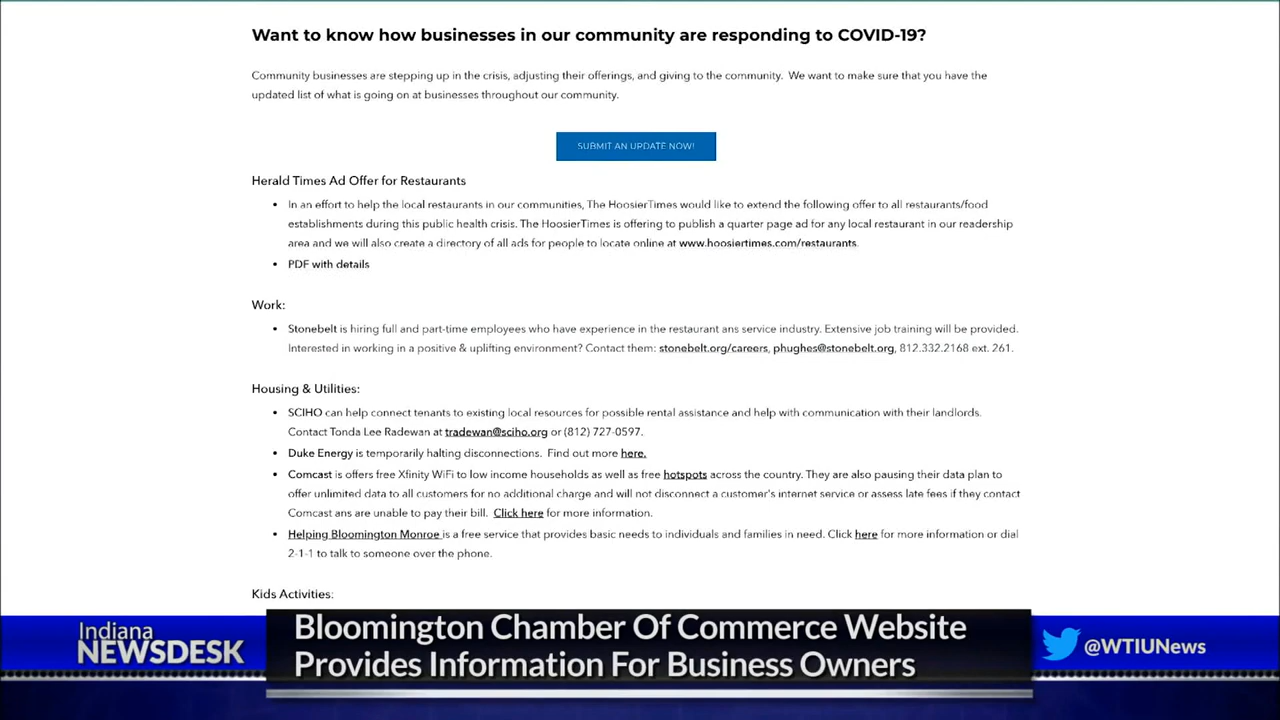 Want to know how businesses in our community are responding to COVID-19?
Community businesses are stepping up in the crisis, adjusting their offerings, and giving to the community. We want to make sure that you have the
updated list of what is going on at businesses throughout our community.
SUBMIT AN UPDATE NOW!
Herald Times Ad Offer for Restaurants
• In an effort to help the local restaurants in our communities, The HoosierTimes would like to extend the following offer to all restaurants/food
establishments during this public health crisis. The HoosierTimes is offering to publish a quarter page ad for any local restaurant in our readership
area and we will also create a directory of all ads for people to locate online at www.hoosiertimes.com/restaurants.
• PDF with details
Work:
• Stonebelt is hiring full and part-time employees who have experience in the restaurant ans service industry. Extensive job training will be provided.
Interested in working in a positive & uplifting environment? Contact them: stonebelt.org/careers, phughes@stonebelt.org, 812.332.2168 ext. 261.
Housing & Utilities:
• SCIHO can help connect tenants to existing local resources for possible rental assistance and help with communication with their landlords.
Contact Tonda Lee Radewan at tradewan@sciho.org or (812) 727-0597.
• Duke Energy is temporarily halting disconnections. Find out more here.
• Comcast is offers free Xfinity WiFi to low income households as well as free hotspots across the country. They are also pausing their data plan to
offer unlimited data to all customers for no additional charge and will not disconnect a customer's internet service or assess late fees if they contact
Comcast ans are unable to pay their bill. Click here for more information.
• Helping Bloomington Monroe is a free service that provides basic needs to individuals and families in need. Click here for more information or dial
2-1-1 to talk to someone over the phone.
Kids Activities:
Indiana
NEWSDESK
Bloomington Chamber Of Commerce Website
Provides Information For Business Owners
@WTIUNews